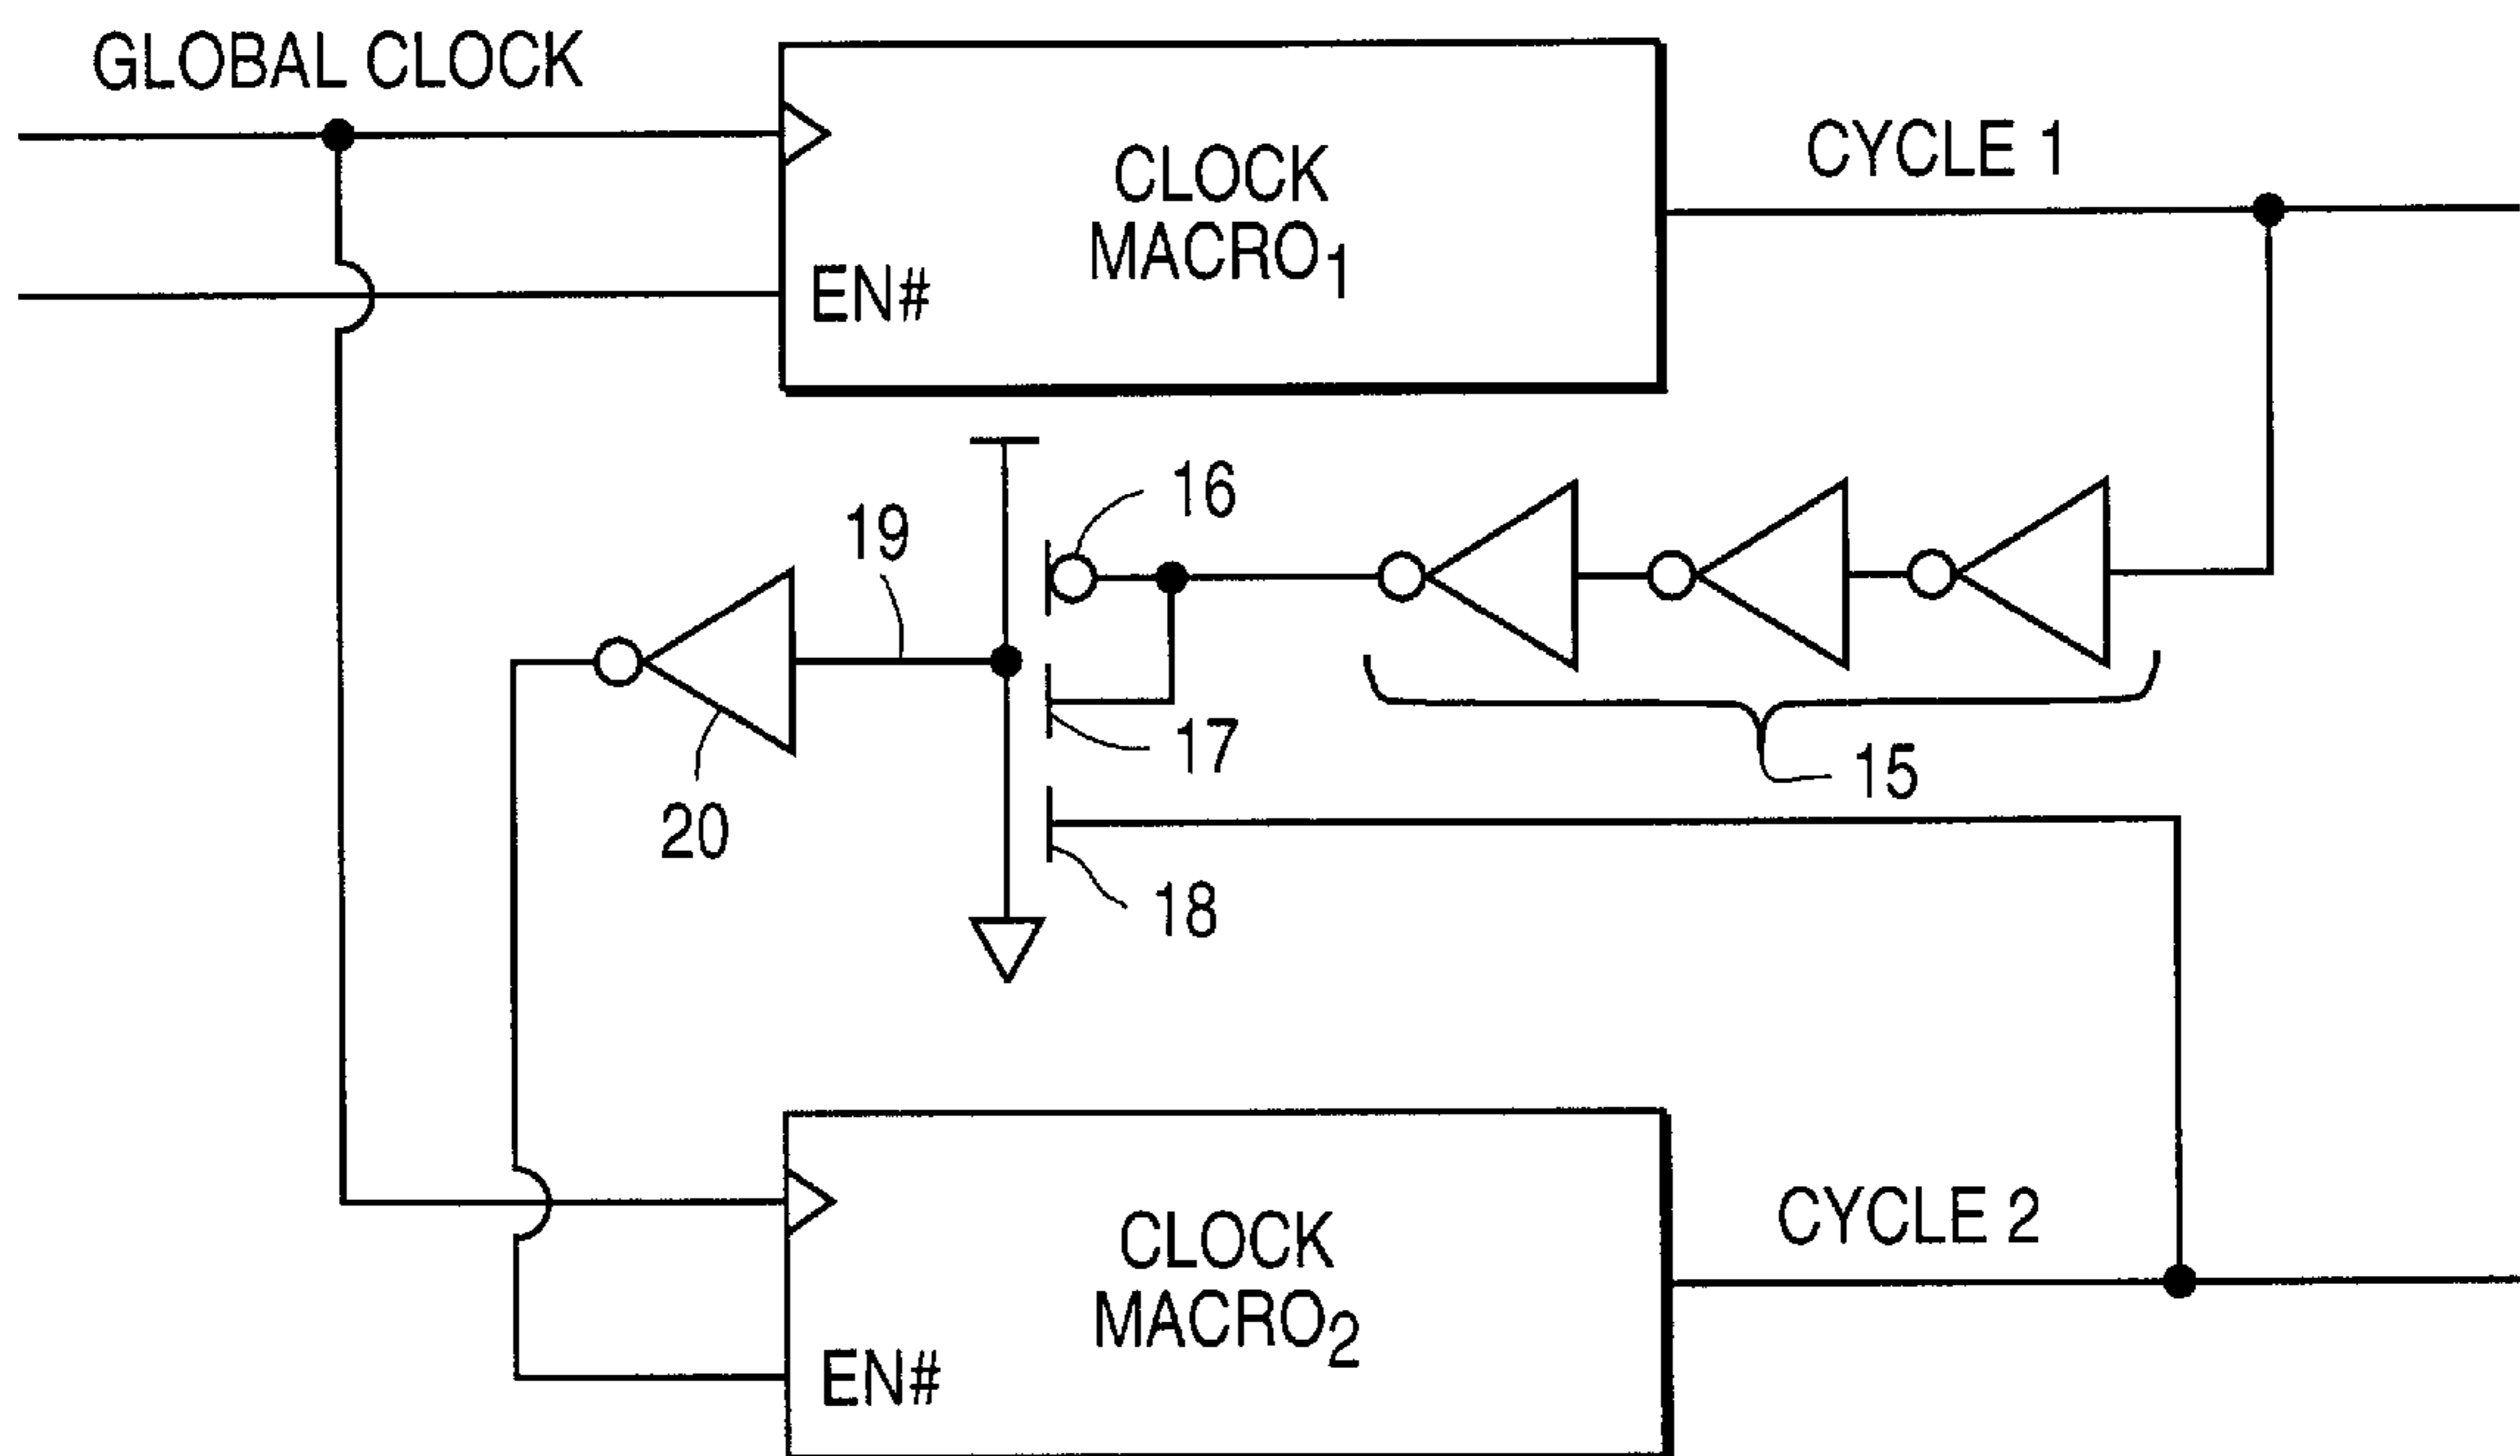 GLOBAL CLOCK
CLOCK
MACRO1
EN#
CYCLE 1
16
19
17
15
20
18
CLOCK
MACRO2
EN#
CYCLE 2